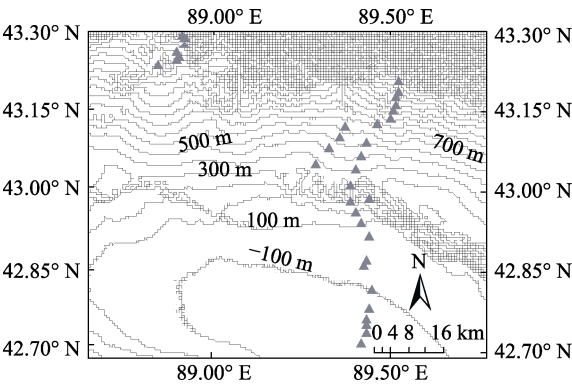 89.00° E 89.50° E
43.30° N 43.30° N
43.15° N 43.15° N
500 m 700 m
300 m
43.00° N 43.00° N
100 m
−100 m N
42.85° N 42.85° N
0 4 8 16 km
42.70° N 42.70° N
89.00° E 89.50° E